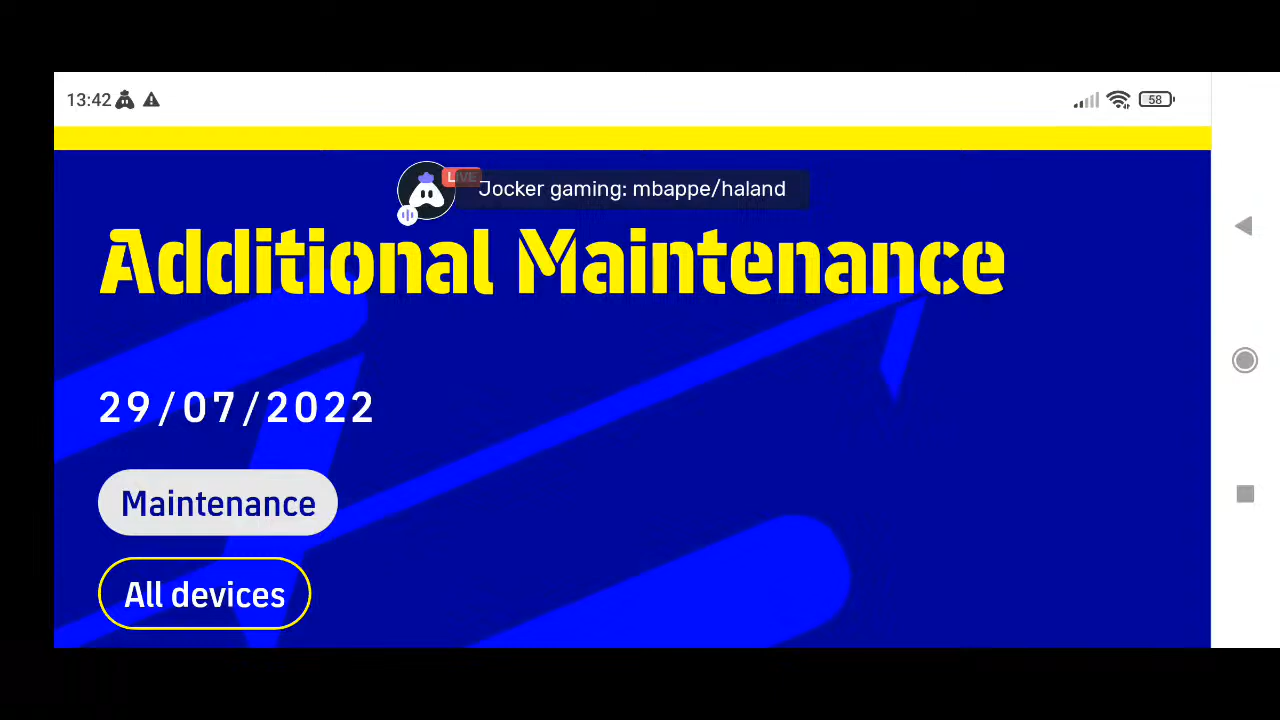 13:42
58
LIVE
Jocker gaming: mbappe/haland
Additional Maintenance
29/07/2022
Maintenance
All devices